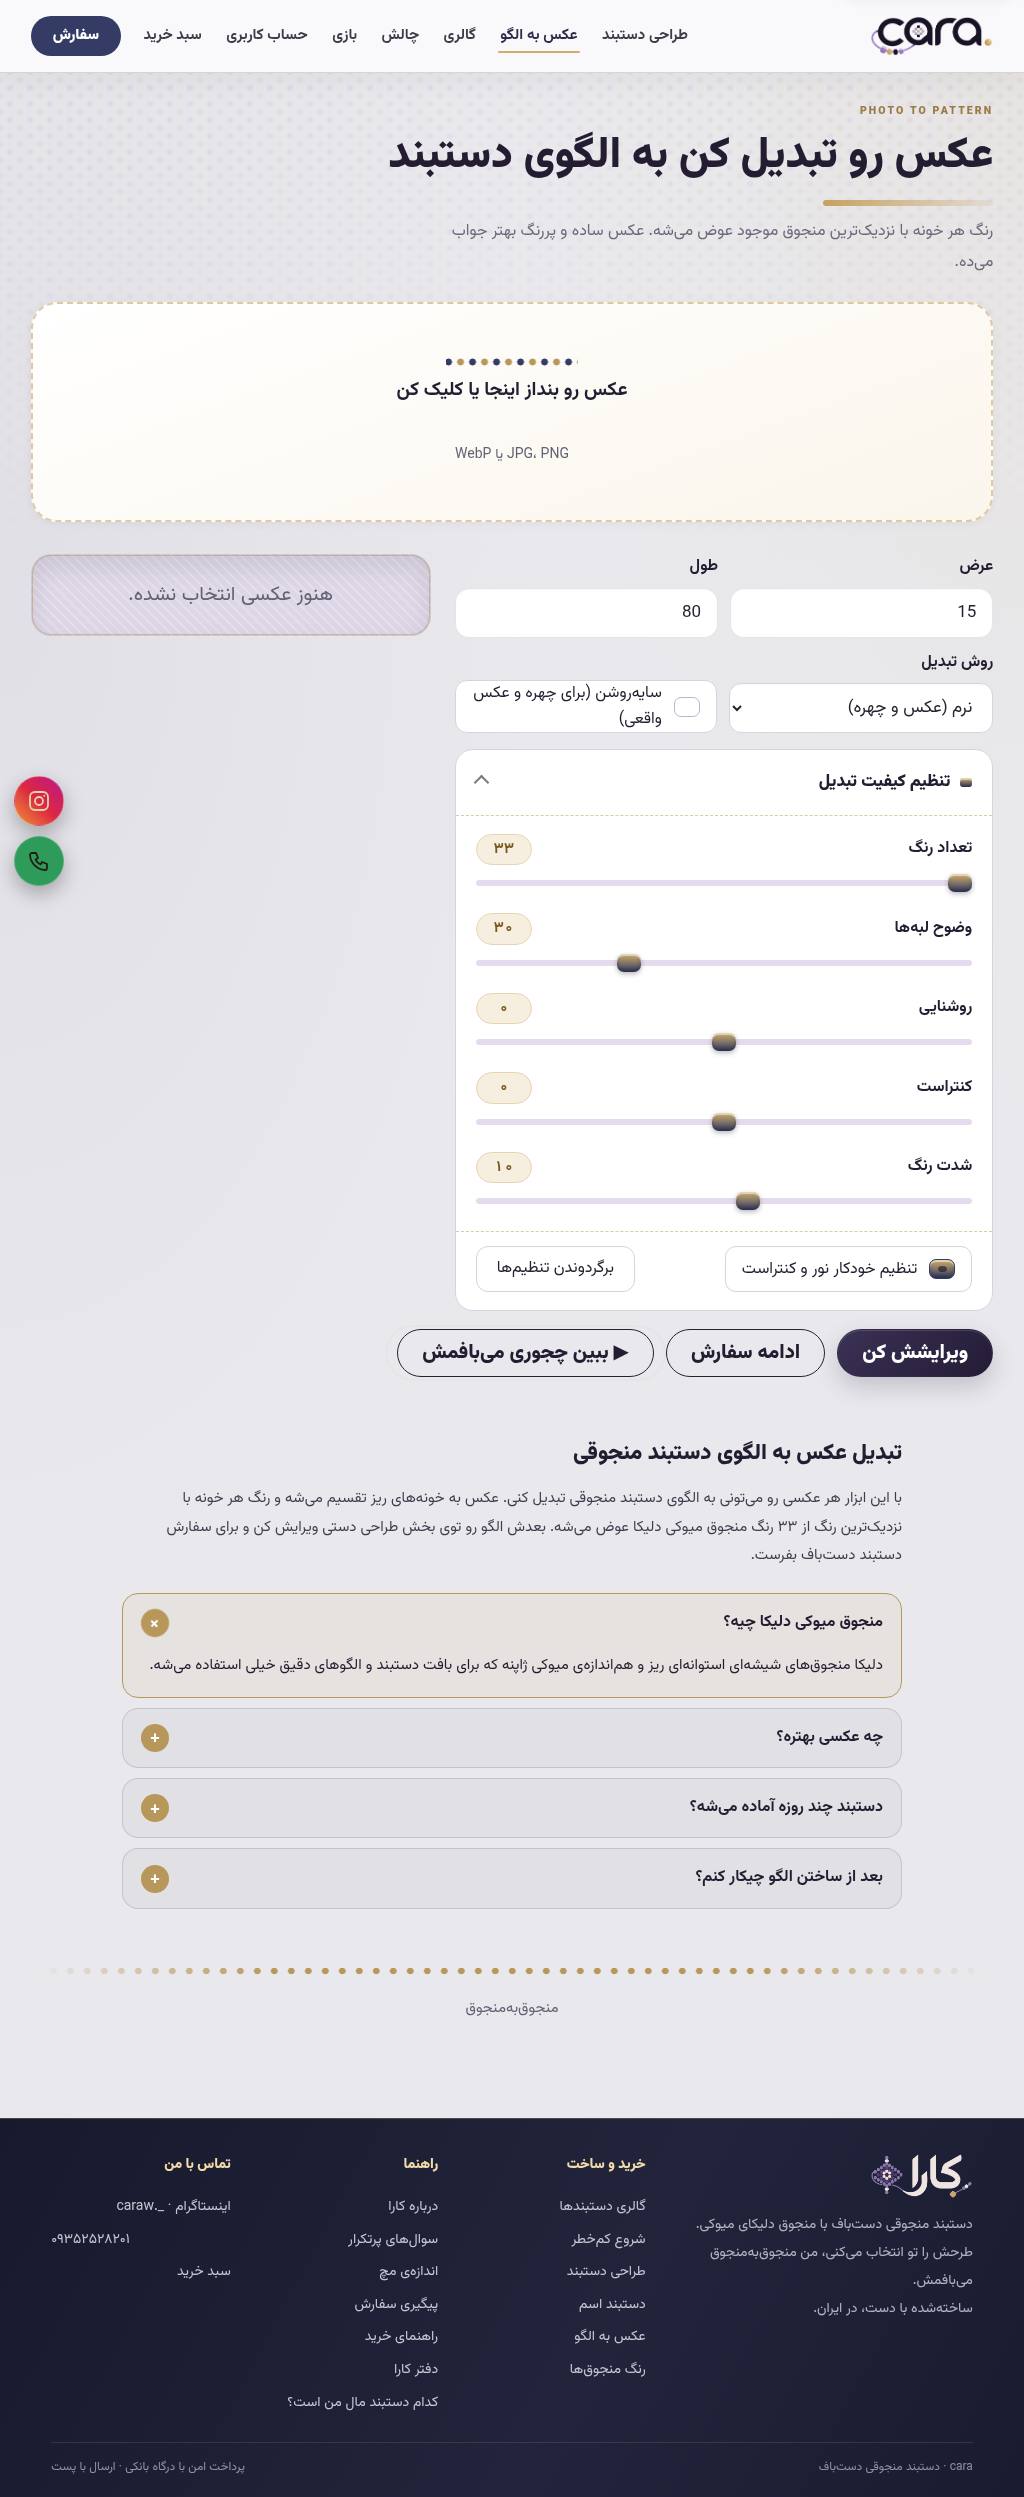 cara.
طراحی دستبند
عکس به الگو
گالری
چالش
بازی
حساب کاربری
سبد خرید
سفارش
PHOTO TO PATTERN
عکس رو تبدیل کن به الگوی دستبند
رنگ هر خونه با نزدیک‌ترین منجوق موجود عوض می‌شه. عکس ساده و پررنگ بهتر جواب
می‌ده.
عکس رو بنداز اینجا یا کلیک کن
JPG، PNG یا WebP
عرض
طول
15
80
هنوز عکسی انتخاب نشده.
روش تبدیل
نرم (عکس و چهره)
سایه‌روشن (برای چهره و عکس
واقعی)
تنظیم کیفیت تبدیل
تعداد رنگ
۳۳
وضوح لبه‌ها
۳۰
روشنایی
۰
کنتراست
۰
شدت رنگ
۱۰
تنظیم خودکار نور و کنتراست
برگردوندن تنظیم‌ها
ویرایشش کن
ادامه سفارش
▶ ببین چجوری می‌بافمش
تبدیل عکس به الگوی دستبند منجوقی
با این ابزار هر عکسی رو می‌تونی به الگوی دستبند منجوقی تبدیل کنی. عکس به خونه‌های ریز تقسیم می‌شه و رنگ هر خونه با
نزدیک‌ترین رنگ از ۳۳ رنگ منجوق میوکی دلیکا عوض می‌شه. بعدش الگو رو توی بخش طراحی دستی ویرایش کن و برای سفارش
دستبند دست‌باف بفرست.
منجوق میوکی دلیکا چیه؟
دلیکا منجوق‌های شیشه‌ای استوانه‌ای ریز و هم‌اندازه‌ی میوکی ژاپنه که برای بافت دستبند و الگوهای دقیق خیلی استفاده می‌شه.
چه عکسی بهتره؟
دستبند چند روزه آماده می‌شه؟
بعد از ساختن الگو چیکار کنم؟
منجوق‌به‌منجوق
کارا
دستبند منجوقی دست‌باف با منجوق دلیکای میوکی.
طرحش را تو انتخاب می‌کنی، من منجوق‌به‌منجوق
می‌بافمش.
ساخته‌شده با دست، در ایران.
خرید و ساخت
گالری دستبندها
شروع کم‌خطر
طراحی دستبند
دستبند اسم
عکس به الگو
رنگ منجوق‌ها
راهنما
درباره کارا
سوال‌های پرتکرار
اندازه‌ی مچ
پیگیری سفارش
راهنمای خرید
دفتر کارا
کدام دستبند مال من است؟
تماس با من
اینستاگرام · caraw._
۰۹۳۵۲۵۲۸۲۰۱
سبد خرید
cara · دستبند منجوقی دست‌باف
پرداخت امن با درگاه بانکی · ارسال با پست